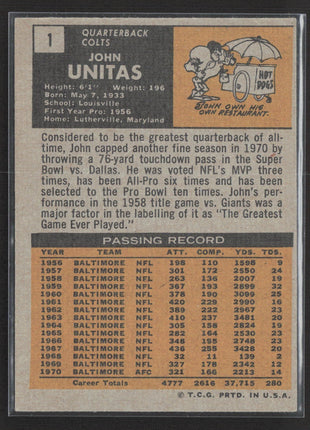 1
QUARTERBACK
COLTS
JOHN
UNITAS
Height: 6'1" Weight: 196
Born: May 7, 1933
School: Louisville
First Year Pro: 1956
Home: Lutherville, Maryland
HOT
DOGS
JOHN OWNS HIS
OWN RESTAURANT.
Considered to be the greatest quarterback of all-
time, John capped another fine season in 1970 by
throwing a 76-yard touchdown pass in the Super
Bowl vs. Dallas. He was voted NFL's MVP three
times, has been All-Pro six times and has been
selected to the Pro Bowl ten times. John's per-
formance in the 1958 title game vs. Giants was a
major factor in the labelling of it as "The Greatest
Game Ever Played."
PASSING RECORD
YEAR TEAM ATT. COMP. YDS. TDS.
1956 BALTIMORE NFL 198 110 1598 9
1957 BALTIMORE NFL 301 172 2550 24
1958 BALTIMORE NFL 263 136 2007 19
1959 BALTIMORE NFL 367 193 2899 32
1960 BALTIMORE NFL 378 190 3099 25
1961 BALTIMORE NFL 420 229 2990 16
1962 BALTIMORE NFL 389 222 2967 23
1963 BALTIMORE NFL 410 237 3481 20
1964 BALTIMORE NFL 305 158 2824 19
1965 BALTIMORE NFL 282 164 2530 23
1966 BALTIMORE NFL 348 195 2748 22
1967 BALTIMORE NFL 436 255 3428 20
1968 BALTIMORE NFL 32 11 139 2
1969 BALTIMORE NFL 327 178 2342 12
1970 BALTIMORE AFC 321 166 2213 14
Career Totals 4777 2616 37,715 280
© T.C.G. PRTD. IN U.S.A.